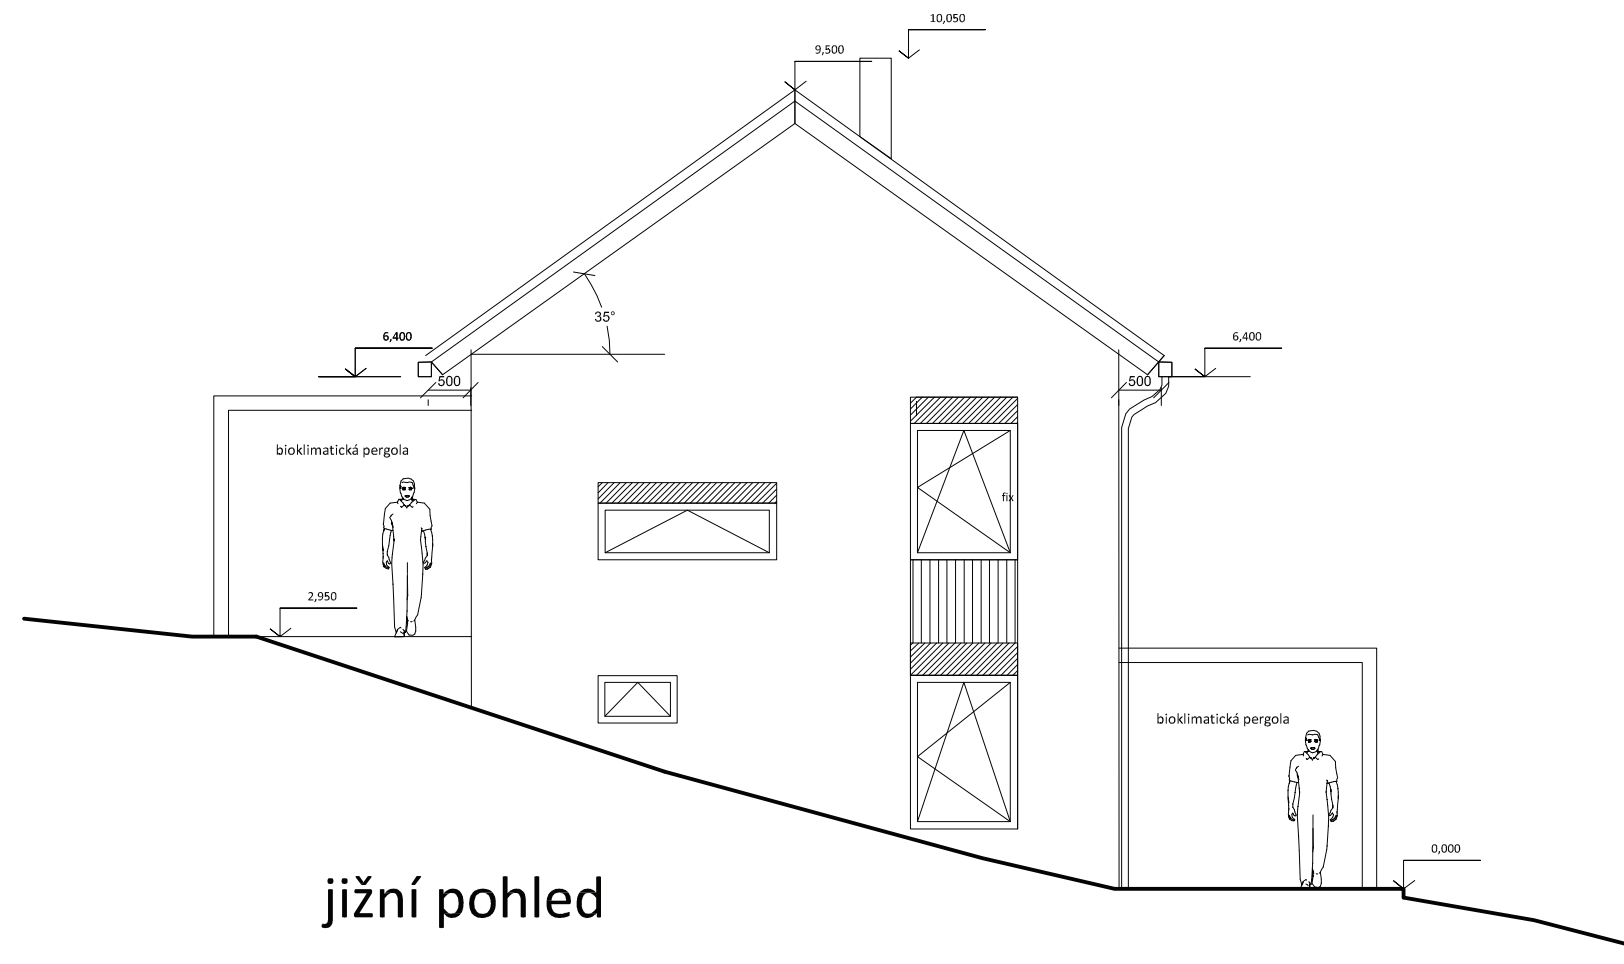 10,050
9,500
35°
6,400
6,400
500
500
bioklimatická pergola
fix
2,950
bioklimatická pergola
0,000
jižní pohled